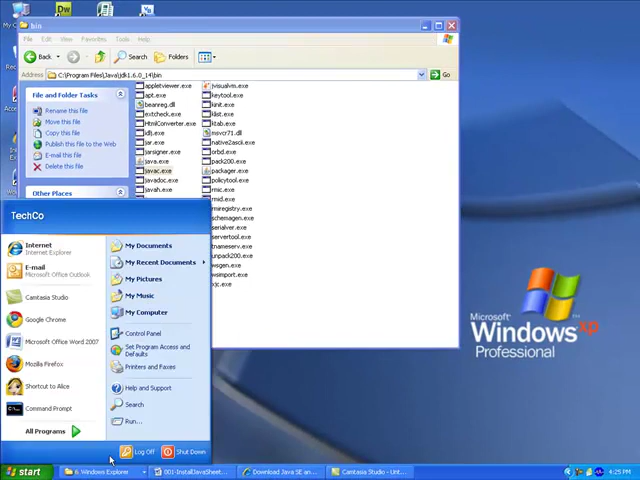 My C
Dw
bin
File Edit View Favorites Tools Help
Back Search Folders
Address C:\Program Files\Java\jdk1.6.0_14\bin Go
File and Folder Tasks
Rename this file
Move this file
Copy this file
Publish this file to the Web
E-mail this file
Delete this file
Other Places
appletviewer.exe
apt.exe
beanreg.dll
extcheck.exe
HtmlConverter.exe
idlj.exe
jar.exe
jarsigner.exe
java.exe
javac.exe
javadoc.exe
javah.exe
jvisualvm.exe
keytool.exe
kinit.exe
klist.exe
ktab.exe
msvcr71.dll
native2ascii.exe
orbd.exe
pack200.exe
packager.exe
policytool.exe
rmic.exe
rmid.exe
rmiregistry.exe
schemagen.exe
serialver.exe
servertool.exe
tnameserv.exe
unpack200.exe
wsgen.exe
wsimport.exe
xjc.exe
TechCo
Internet
Internet Explorer
E-mail
Microsoft Office Outlook
Camtasia Studio
Google Chrome
Microsoft Office Word 2007
Mozilla Firefox
Shortcut to Alice
Command Prompt
All Programs
My Documents
My Recent Documents
My Pictures
My Music
My Computer
Control Panel
Set Program Access and
Defaults
Printers and Faxes
Help and Support
Search
Run...
Log Off Shut Down
Microsoft
Windows xp
Professional
start 6 Windows Explorer 001-InstallJavaSheet... Download Java SE an... Camtasia Studio - Unt... 4:25 PM